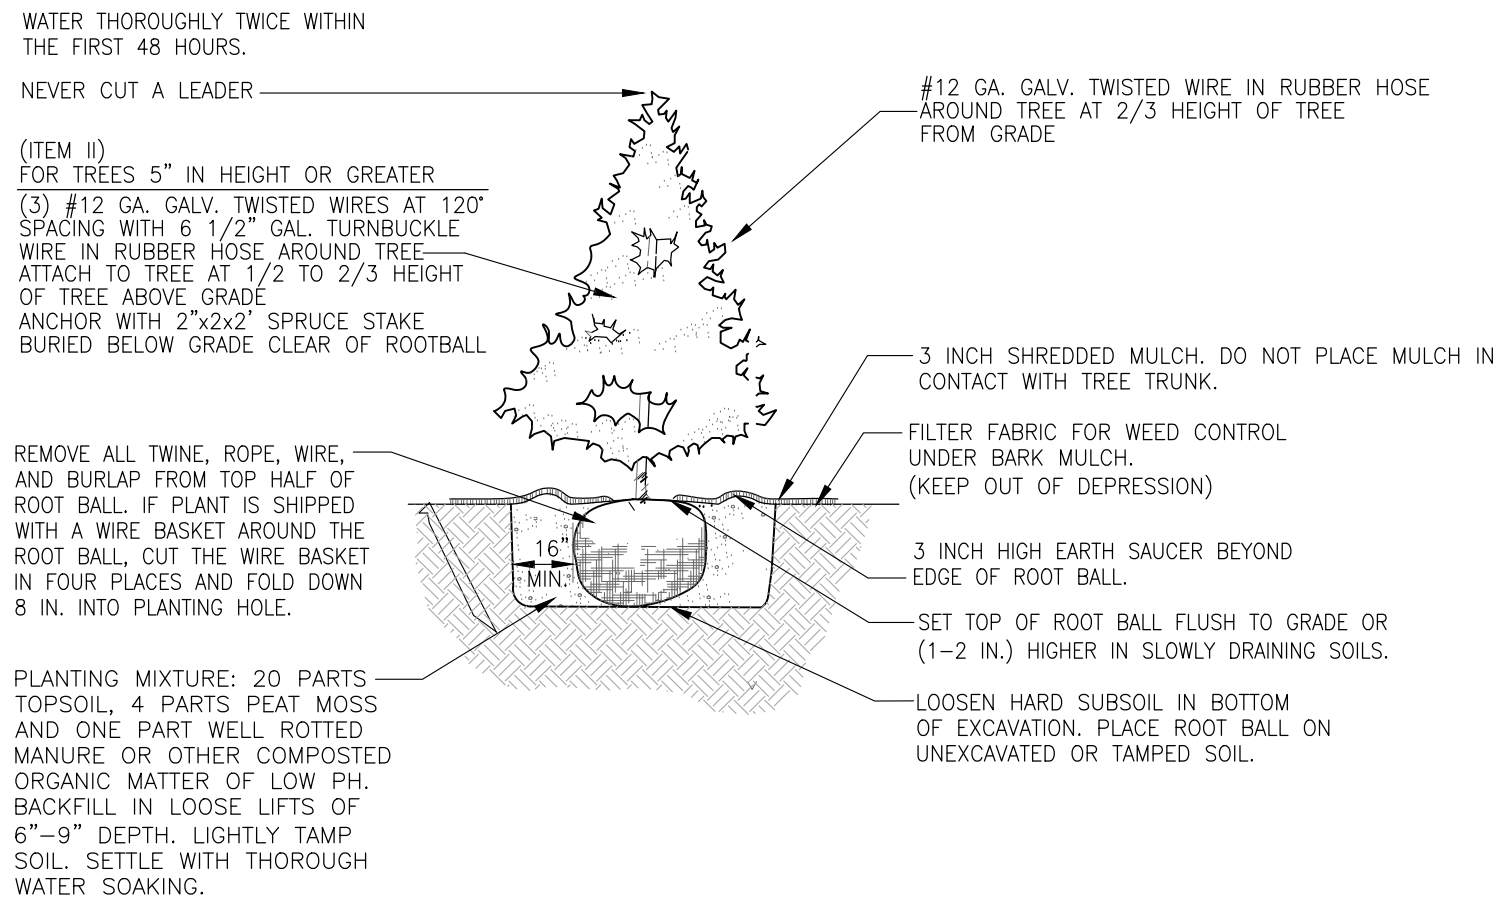 WATER THOROUGHLY TWICE WITHIN
THE FIRST 48 HOURS.
NEVER CUT A LEADER
(ITEM II)
FOR TREES 5" IN HEIGHT OR GREATER
(3) #12 GA. GALV. TWISTED WIRES AT 120°
SPACING WITH 6 1/2" GAL. TURNBUCKLE
WIRE IN RUBBER HOSE AROUND TREE
ATTACH TO TREE AT 1/2 TO 2/3 HEIGHT
OF TREE ABOVE GRADE
ANCHOR WITH 2"x2x2' SPRUCE STAKE
BURIED BELOW GRADE CLEAR OF ROOTBALL
REMOVE ALL TWINE, ROPE, WIRE,
AND BURLAP FROM TOP HALF OF
ROOT BALL. IF PLANT IS SHIPPED
WITH A WIRE BASKET AROUND THE
ROOT BALL, CUT THE WIRE BASKET
IN FOUR PLACES AND FOLD DOWN
8 IN. INTO PLANTING HOLE.
PLANTING MIXTURE: 20 PARTS
TOPSOIL, 4 PARTS PEAT MOSS
AND ONE PART WELL ROTTED
MANURE OR OTHER COMPOSTED
ORGANIC MATTER OF LOW PH.
BACKFILL IN LOOSE LIFTS OF
6"-9" DEPTH. LIGHTLY TAMP
SOIL. SETTLE WITH THOROUGH
WATER SOAKING.
16"
MIN.
#12 GA. GALV. TWISTED WIRE IN RUBBER HOSE
AROUND TREE AT 2/3 HEIGHT OF TREE
FROM GRADE
3 INCH SHREDDED MULCH. DO NOT PLACE MULCH IN
CONTACT WITH TREE TRUNK.
FILTER FABRIC FOR WEED CONTROL
UNDER BARK MULCH.
(KEEP OUT OF DEPRESSION)
3 INCH HIGH EARTH SAUCER BEYOND
EDGE OF ROOT BALL.
SET TOP OF ROOT BALL FLUSH TO GRADE OR
(1-2 IN.) HIGHER IN SLOWLY DRAINING SOILS.
LOOSEN HARD SUBSOIL IN BOTTOM
OF EXCAVATION. PLACE ROOT BALL ON
UNEXCAVATED OR TAMPED SOIL.